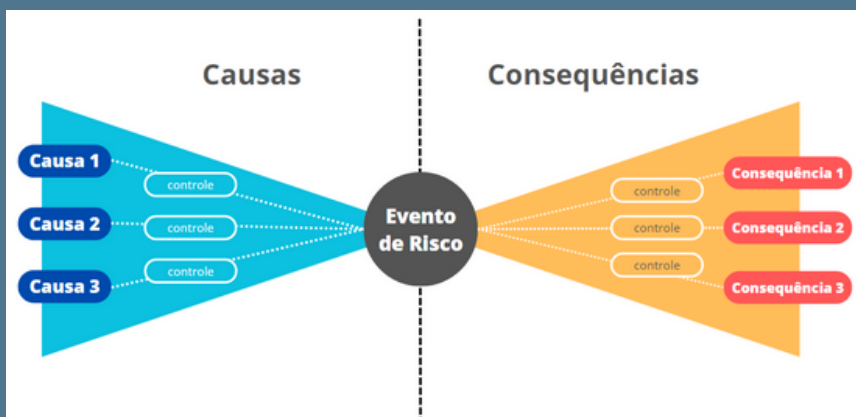 Causas
Consequências
Causa 1
controle
Causa 2
controle
Causa 3
controle
Evento
de Risco
controle
Consequência 1
controle
Consequência 2
controle
Consequência 3